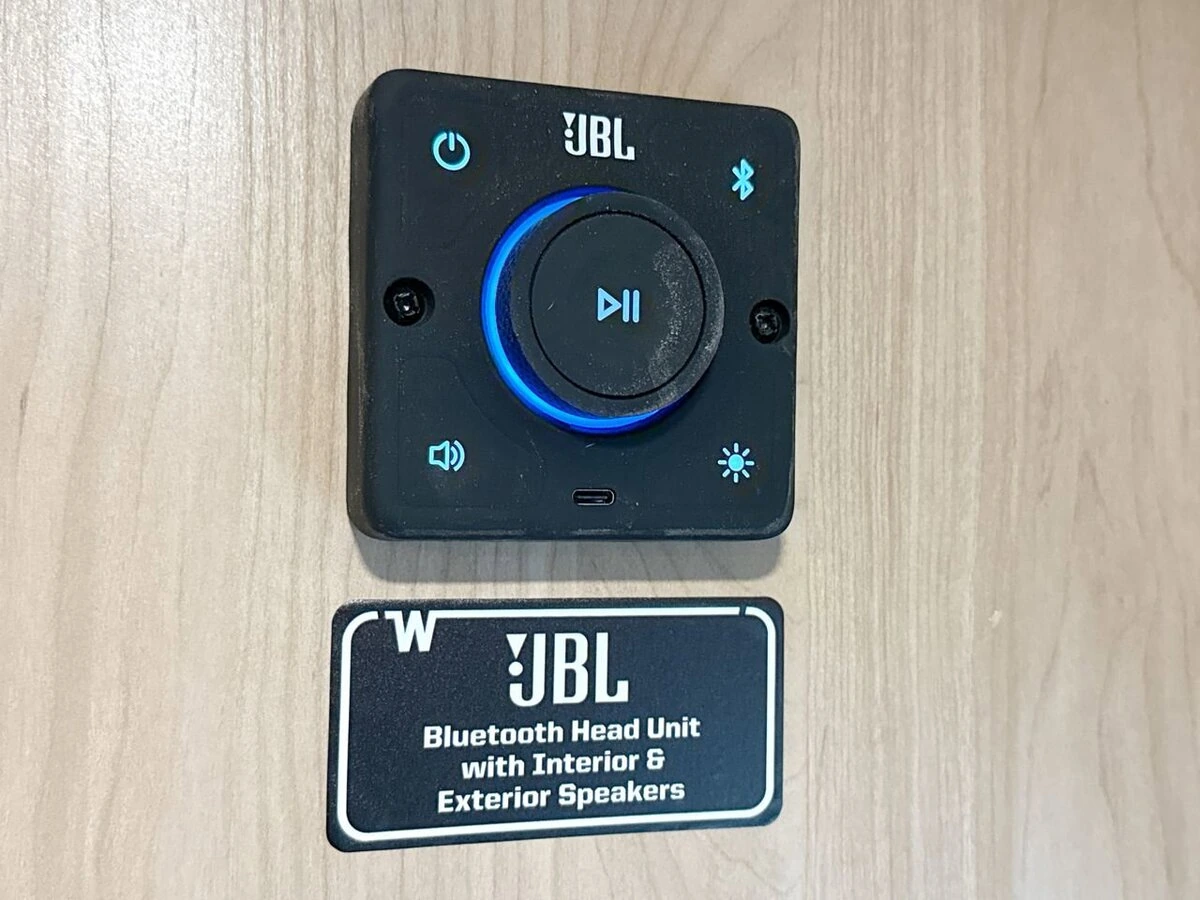 JBL
W
JBL
Bluetooth Head Unit
with Interior &
Exterior Speakers